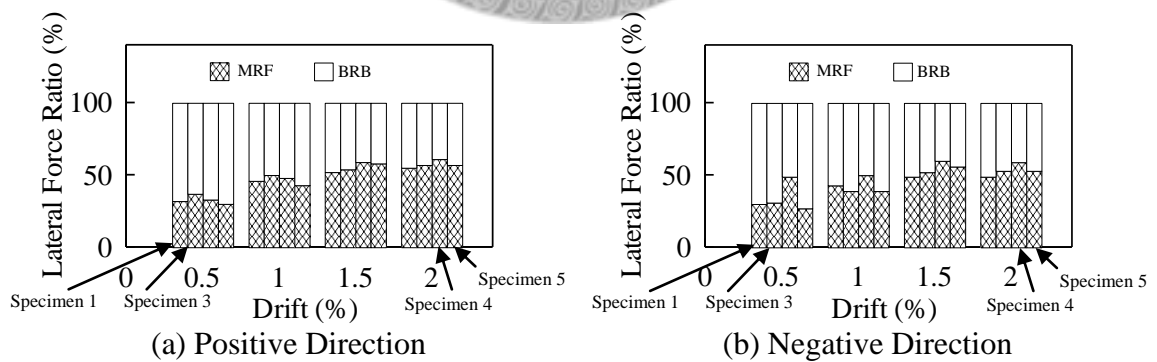 Lateral Force Ratio (%)
MRF BRB
100
50
0
0 0.5 1 1.5 2
Specimen 1
Specimen 3
Specimen 4
Specimen 5
Drift (%)
(a) Positive Direction
Lateral Force Ratio (%)
MRF BRB
100
50
0
0 0.5 1 1.5 2
Specimen 1
Specimen 3
Specimen 4
Specimen 5
Drift (%)
(b) Negative Direction